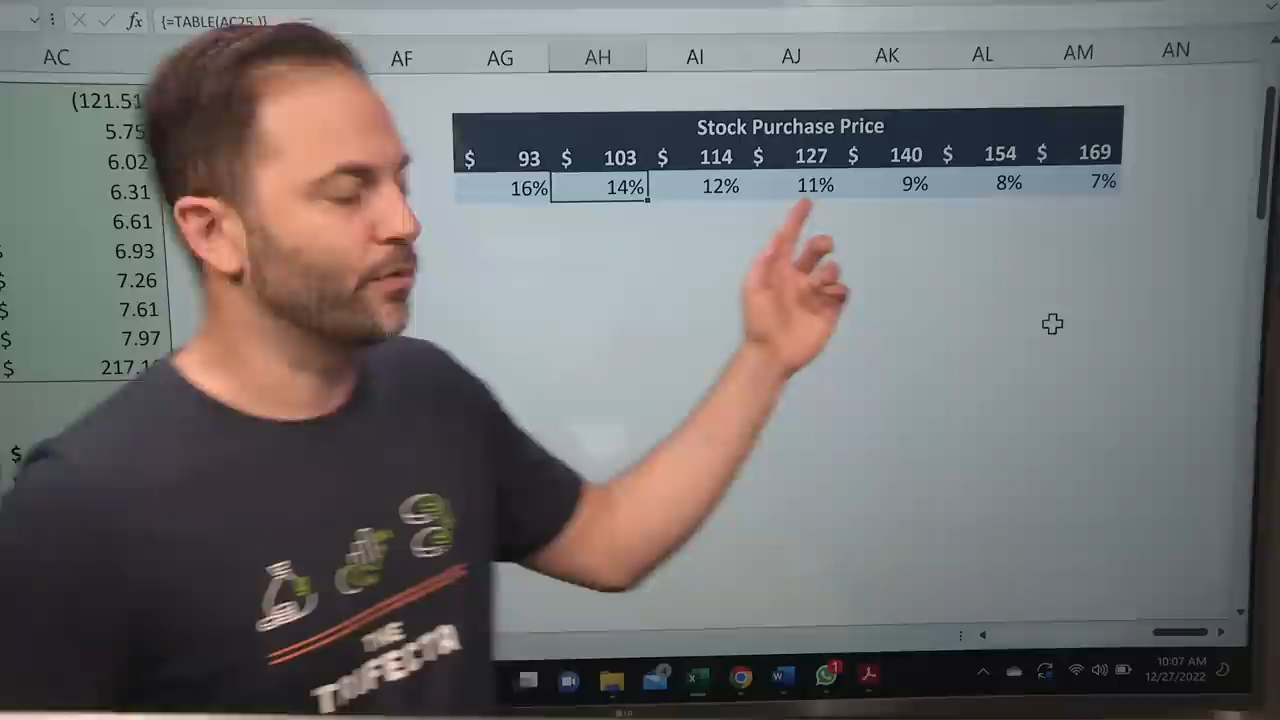 fx {=TABLE(AC25,)}
AC AF AG AH AI AJ AK AL AM AN
(121.51
5.75
6.02
6.31
6.61
6.93
$ 7.26
$ 7.61
$ 7.97
$ 217.1
$
Stock Purchase Price
$ 93 $ 103 $ 114 $ 127 $ 140 $ 154 $ 169
16% 14% 12% 11% 9% 8% 7%
THE
TRIFECTA
10:07 AM
12/27/2022